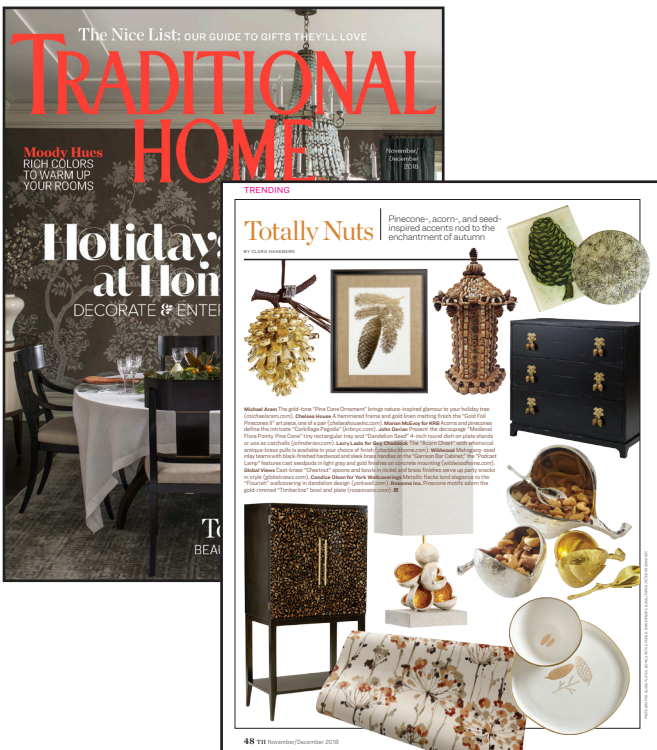 The Nice List: OUR GUIDE TO GIFTS THEY'LL LOVE
TRADITIONAL
HOME
Moody Hues
RICH COLORS
TO WARM UP
YOUR ROOMS
November/
December
2018
Holidays
at Hom
DECORATE & ENTER
To
BEAU
TRENDING
Totally Nuts
Pinecone-, acorn-, and seed-
inspired accents nod to the
enchantment of autumn
BY CLARA HANEBERG
Michael Aram The gold-tone "Pine Cone Ornament" brings nature-inspired glamour to your holiday tree
(michaelaram.com). Chelsea House A hammered frame and gold linen matting finish the "Gold Foil
Pinecones II" art piece, one of a pair (chelseahouseinc.com). Marian McEvoy for KRB Acorns and pinecones
define the intricate "Corkillage Pagoda" (krbnyc.com). John Derian Present the decoupage "Medieval
Flora Pointy Pine Cone" tiny rectangular tray and "Dandelion Seed" 4-inch round dish on plate stands
or use as catchalls (johnderian.com). Larry Laslo for Guy Chaddock The "Acorn Chest" with whimsical
antique-brass pulls is available in your choice of finish (chaddockhome.com). Wildwood Mahogany-seed
inlay teams with black-finished hardwood and sleek brass handles on the "Garrison Bar Cabinet;" the "Podcast
Lamp" features cast seedpods in light gray and gold finishes on concrete mounting (wildwoodhome.com).
Global Views Cast-brass "Chestnut" spoons and bowls in nickel and brass finishes serve up party snacks
in style (globalviews.com). Candice Olson for York Wallcoverings Metallic flecks lend elegance to the
"Flourish" wallcovering in dandelion design (yorkwall.com). Rosanna Inc. Pinecone motifs adorn the
gold-rimmed "Timberline" bowl and plate (rosannainc.com).
48 TH November/December 2018